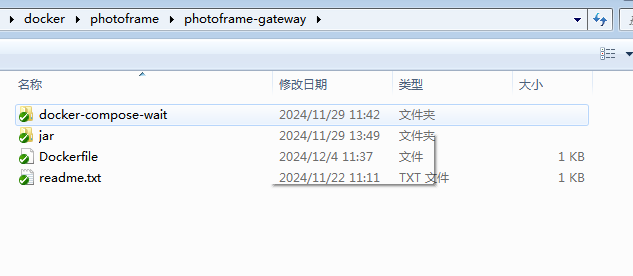 docker photoframe photoframe-gateway
名称 修改日期 类型 大小
docker-compose-wait 2024/11/29 11:42 文件夹
jar 2024/11/29 13:49 文件夹
Dockerfile 2024/12/4 11:37 文件 1 KB
readme.txt 2024/11/22 11:11 TXT 文件 1 KB